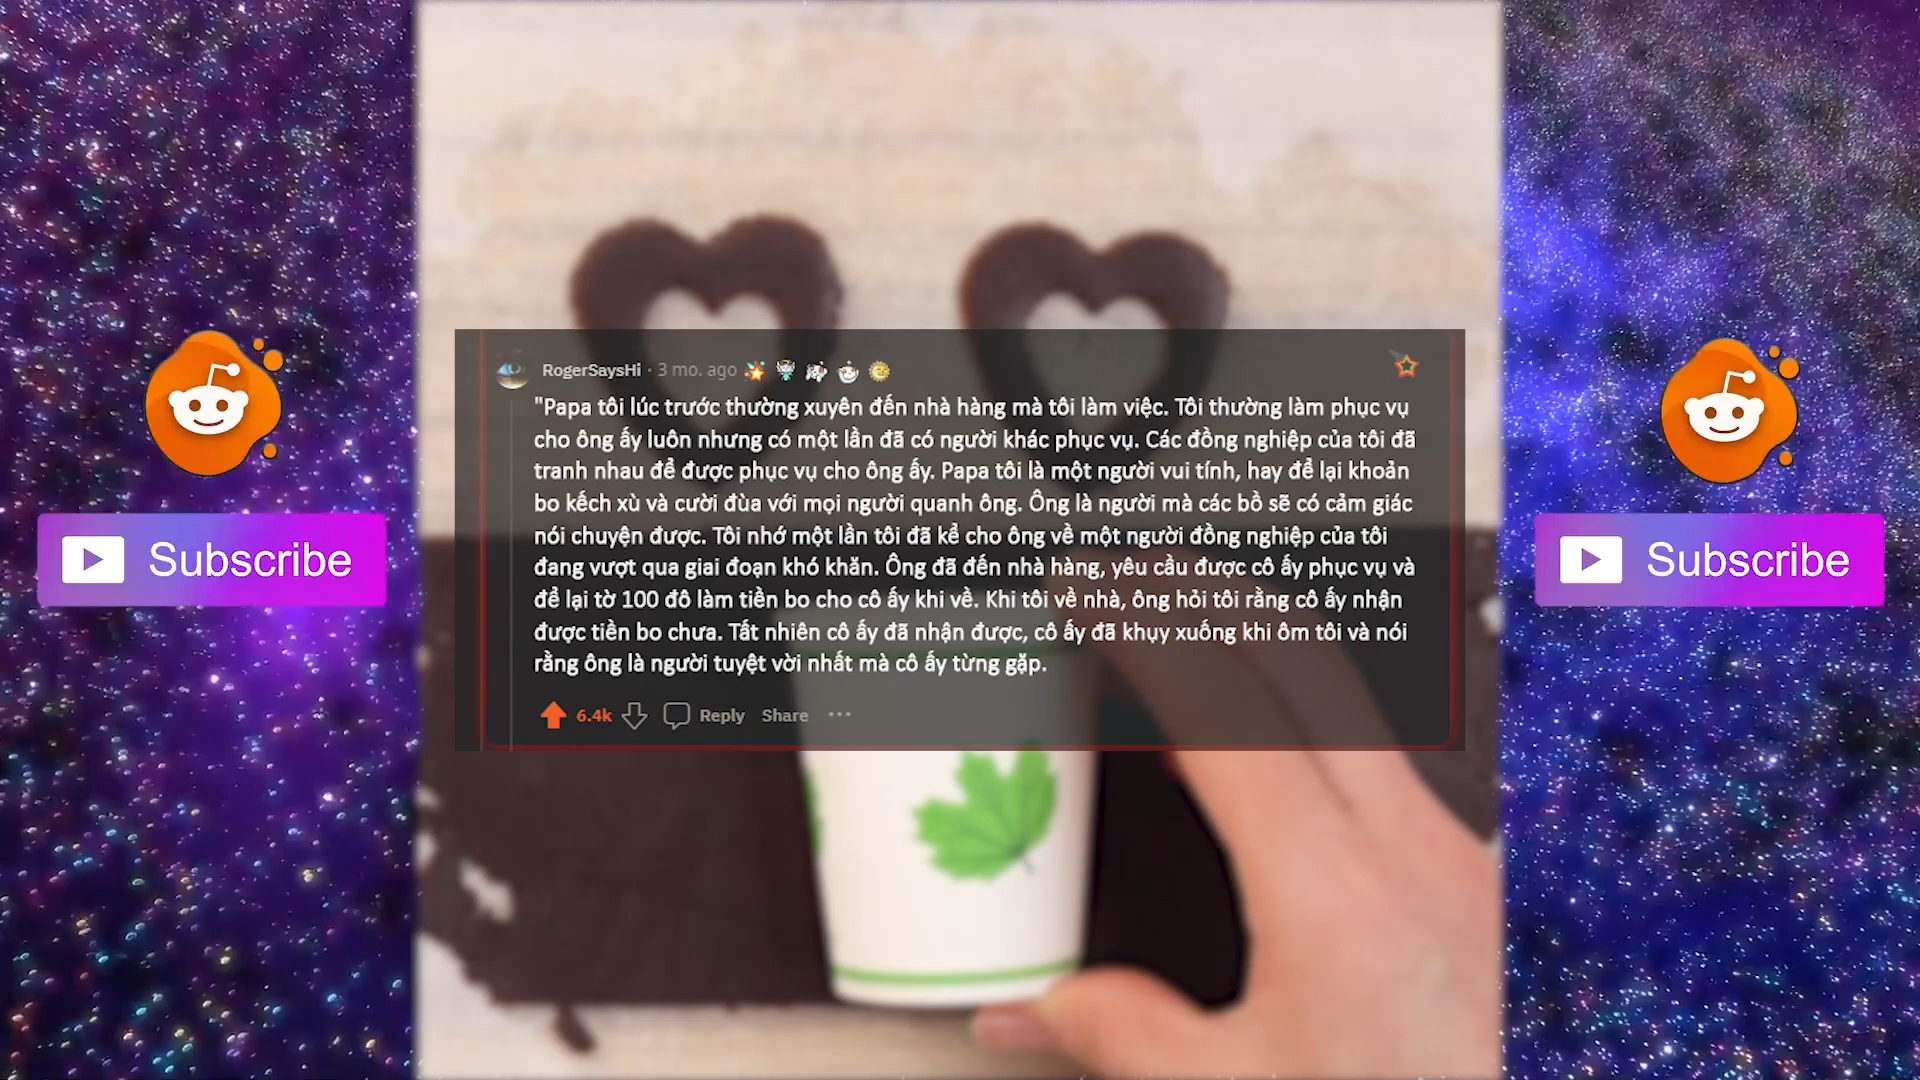 RogerSaysHi · 3 mo. ago
"Papa tôi lúc trước thường xuyên đến nhà hàng mà tôi làm việc. Tôi thường làm phục vụ
cho ông ấy luôn nhưng có một lần đã có người khác phục vụ. Các đồng nghiệp của tôi đã
tranh nhau để được phục vụ cho ông ấy. Papa tôi là một người vui tính, hay để lại khoản
bo kếch xù và cười đùa với mọi người quanh ông. Ông là người mà các bồ sẽ có cảm giác
nói chuyện được. Tôi nhớ một lần tôi đã kể cho ông về một người đồng nghiệp của tôi
đang vượt qua giai đoạn khó khăn. Ông đã đến nhà hàng, yêu cầu được cô ấy phục vụ và
để lại tờ 100 đô làm tiền bo cho cô ấy khi về. Khi tôi về nhà, ông hỏi tôi rằng cô ấy nhận
được tiền bo chưa. Tất nhiên cô ấy đã nhận được, cô ấy đã khụy xuống khi ôm tôi và nói
rằng ông là người tuyệt vời nhất mà cô ấy từng gặp.
6.4k Reply Share ...
Subscribe
Subscribe